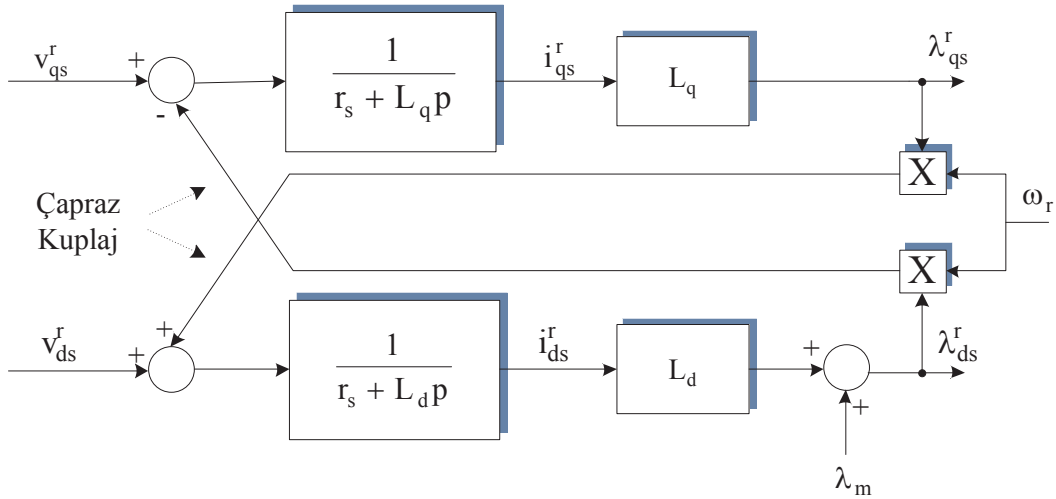 v^r_qs
+
-
1
r_s + L_q p
i^r_qs
L_q
λ^r_qs
X
ω_r
Çapraz
Kuplaj
X
v^r_ds
+
+
1
r_s + L_d p
i^r_ds
L_d
+
+
λ^r_ds
λ_m